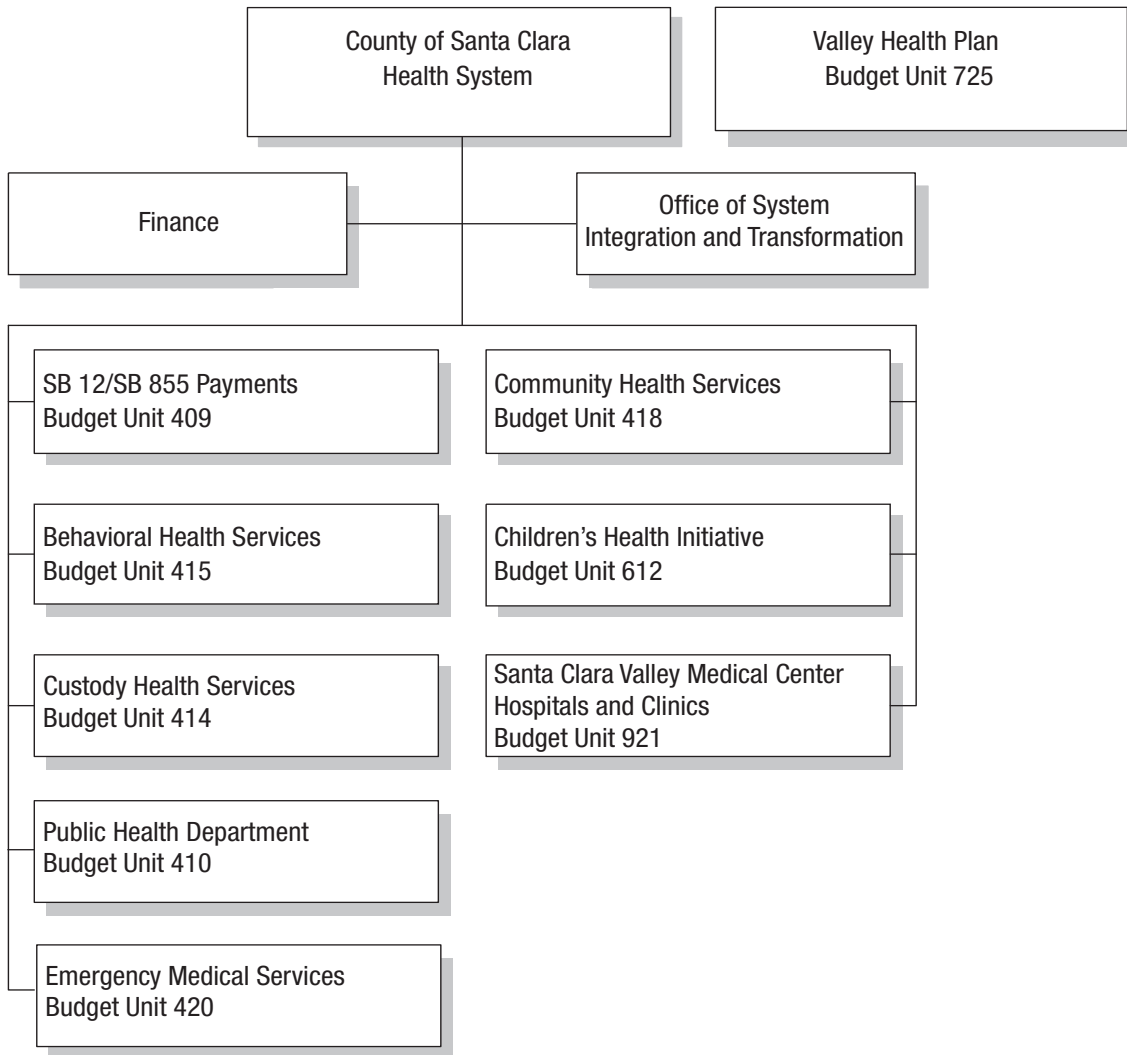 County of Santa Clara
Health System
Valley Health Plan
Budget Unit 725
Finance
Office of System
Integration and Transformation
SB 12/SB 855 Payments
Budget Unit 409
Community Health Services
Budget Unit 418
Behavioral Health Services
Budget Unit 415
Children’s Health Initiative
Budget Unit 612
Custody Health Services
Budget Unit 414
Santa Clara Valley Medical Center
Hospitals and Clinics
Budget Unit 921
Public Health Department
Budget Unit 410
Emergency Medical Services
Budget Unit 420